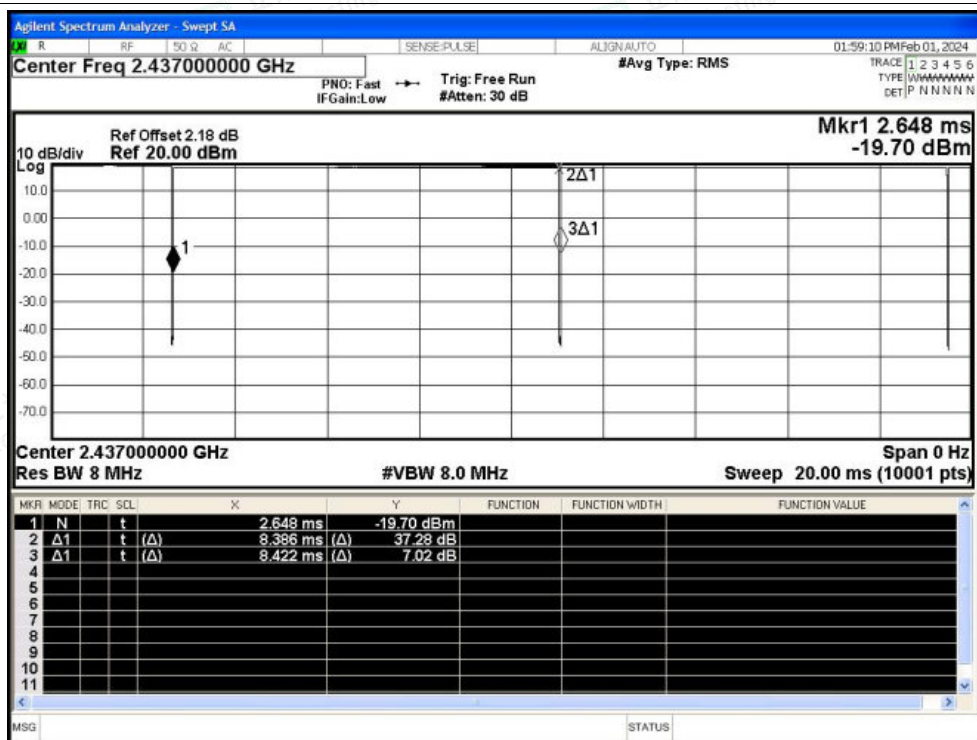 Agilent Spectrum Analyzer - Swept SA
LXI R RF 50 Ω AC SENSE:PULSE ALIGNAUTO 01:59:10 PMFeb 01, 2024
Center Freq 2.437000000 GHz #Avg Type: RMS TRACE 1 2 3 4 5 6
PNO: Fast Trig: Free Run TYPE WWWWWW
IFGain:Low #Atten: 30 dB DET P N N N N N
Mkr1 2.648 ms
Ref Offset 2.18 dB
10 dB/div Ref 20.00 dBm -19.70 dBm
Log
2Δ1
10.0
0.00
3Δ1
-10.0
1
-20.0
-30.0
-40.0
-50.0
-60.0
-70.0
Center 2.437000000 GHz Span 0 Hz
Res BW 8 MHz #VBW 8.0 MHz Sweep 20.00 ms (10001 pts)
MKR MODE TRC SCL X Y FUNCTION FUNCTION WIDTH FUNCTION VALUE
1 N t 2.648 ms -19.70 dBm
2 Δ1 t (Δ) 8.386 ms (Δ) 37.28 dB
3 Δ1 t (Δ) 8.422 ms (Δ) 7.02 dB
4
5
6
7
8
9
10
11
MSG STATUS